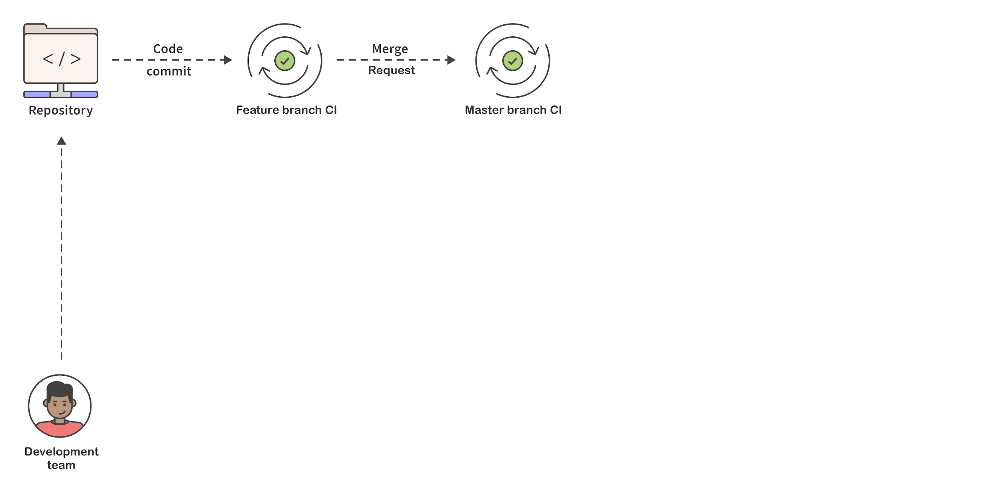 </>
Code
commit
Merge
Request
Repository
Feature branch CI
Master branch CI
Development
team